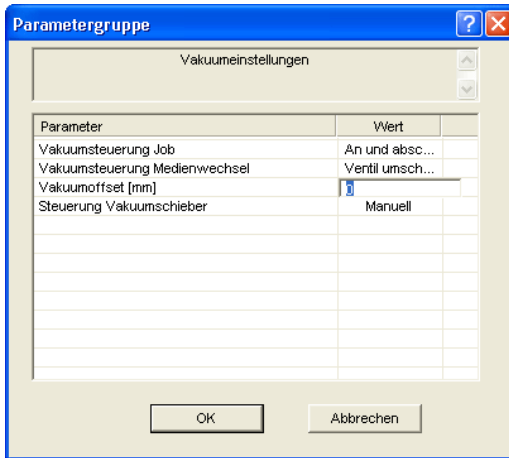 Parametergruppe
Vakuumeinstellungen
Parameter Wert
Vakuumsteuerung Job An und absc...
Vakuumsteuerung Medienwechsel Ventil umsch...
Vakuumoffset [mm] 0
Steuerung Vakuumschieber Manuell
OK Abbrechen